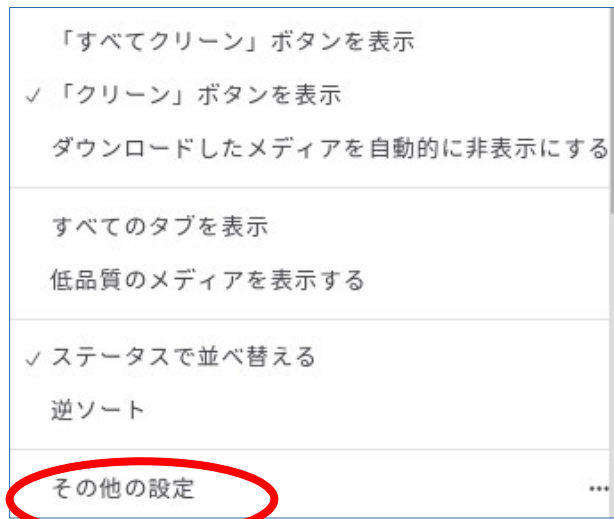 「すべてクリーン」ボタンを表示
✓ 「クリーン」ボタンを表示
ダウンロードしたメディアを自動的に非表示にする
すべてのタブを表示
低品質のメディアを表示する
✓ ステータスで並べ替える
逆ソート
その他の設定 ...